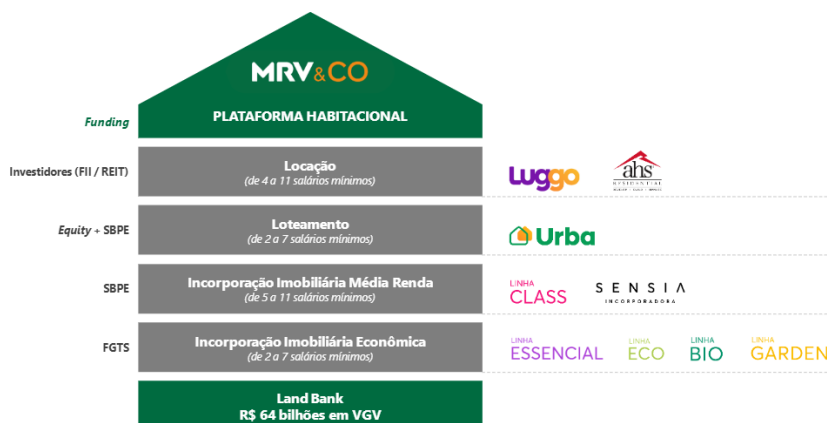 MRV&CO
PLATAFORMA HABITACIONAL
Funding
Investidores (FII / REIT)
Locação
(de 4 a 11 salários mínimos)
Luggo
ahs
RESIDENTIAL
Equity + SBPE
Loteamento
(de 2 a 7 salários mínimos)
Urba
SBPE
Incorporação Imobiliária Média Renda
(de 5 a 11 salários mínimos)
LINHA
CLASS
SENSIA
INCORPORADORA
FGTS
Incorporação Imobiliária Econômica
(de 2 a 7 salários mínimos)
LINHA
ESSENCIAL
LINHA
ECO
LINHA
BIO
LINHA
GARDEN
Land Bank
R$ 64 bilhões em VGV